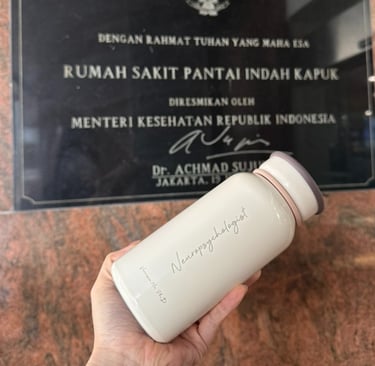 DENGAN RAHMAT TUHAN YANG MAHA ESA
RUMAH SAKIT PANTAI INDAH KAPUK
DIRESMIKAN OLEH
MENTERI KESEHATAN REPUBLIK INDONESIA
Dr. ACHMAD SUJU
JAKARTA, 
Neuropsychologist